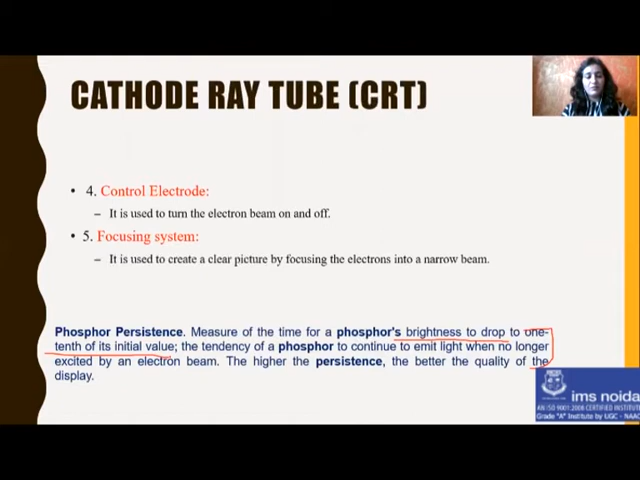 CATHODE RAY TUBE (CRT)
• 4. Control Electrode:
– It is used to turn the electron beam on and off.
• 5. Focusing system:
– It is used to create a clear picture by focusing the electrons into a narrow beam.
Phosphor Persistence. Measure of the time for a phosphor's brightness to drop to one-
tenth of its initial value; the tendency of a phosphor to continue to emit light when no longer
excited by an electron beam. The higher the persistence, the better the quality of the
display.
ims noida
AN ISO 9001:2008 CERTIFIED INSTITUTE
Grade "A" Institute by UGC - NAAC